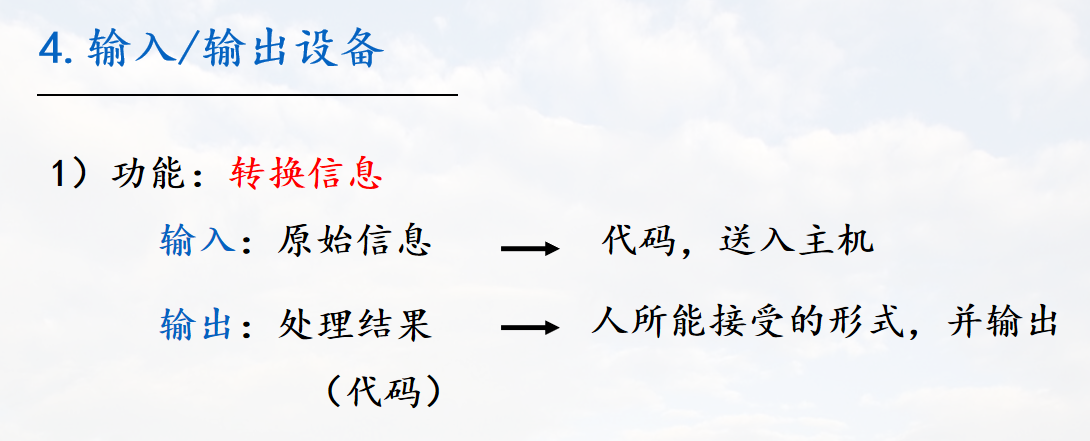 4.输入/输出设备
1）功能：转换信息
输入：原始信息 → 代码，送入主机
输出：处理结果 → 人所能接受的形式，并输出
（代码）